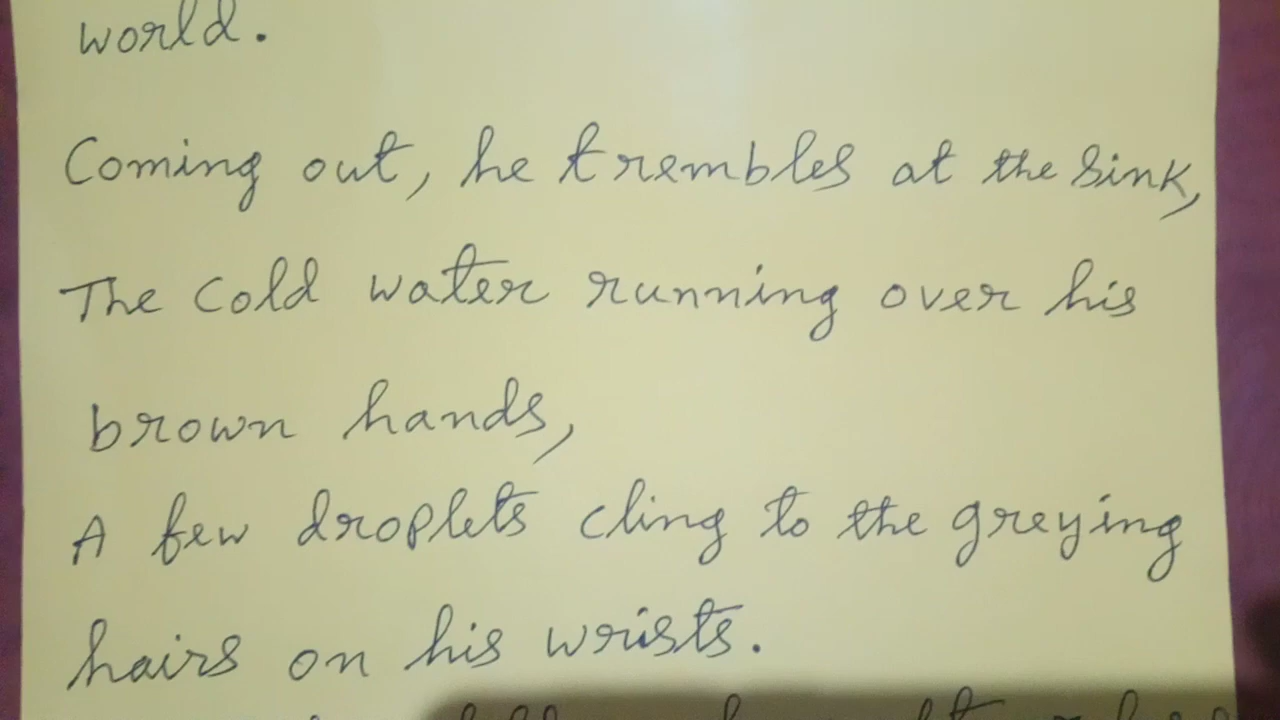 world.
Coming out, he trembles at the sink,
The cold water running over his
brown hands,
A few droplets cling to the greying
hairs on his wrists.